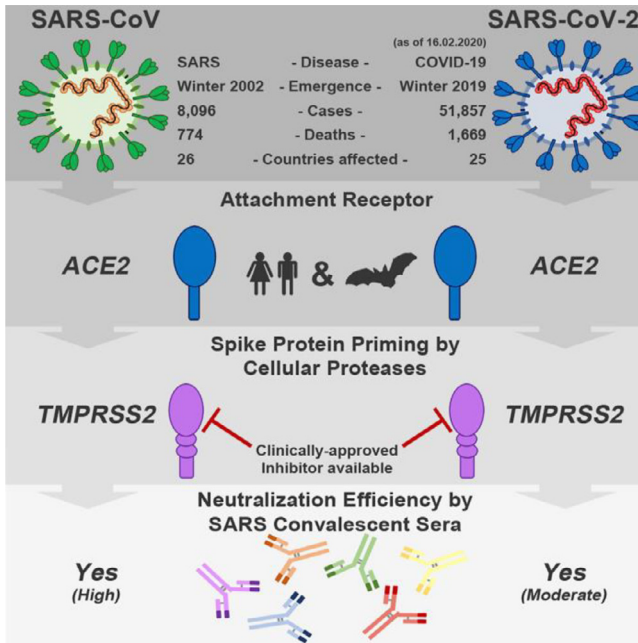 SARS-CoV
SARS-CoV-2
(as of 16.02.2020)
SARS - Disease - COVID-19
Winter 2002 - Emergence - Winter 2019
8,096 - Cases - 51,857
774 - Deaths - 1,669
26 - Countries affected - 25
Attachment Receptor
ACE2 & ACE2
Spike Protein Priming by
Cellular Proteases
TMPRSS2 TMPRSS2
Clinically-approved
Inhibitor available
Neutralization Efficiency by
SARS Convalescent Sera
Yes Yes
(High) (Moderate)